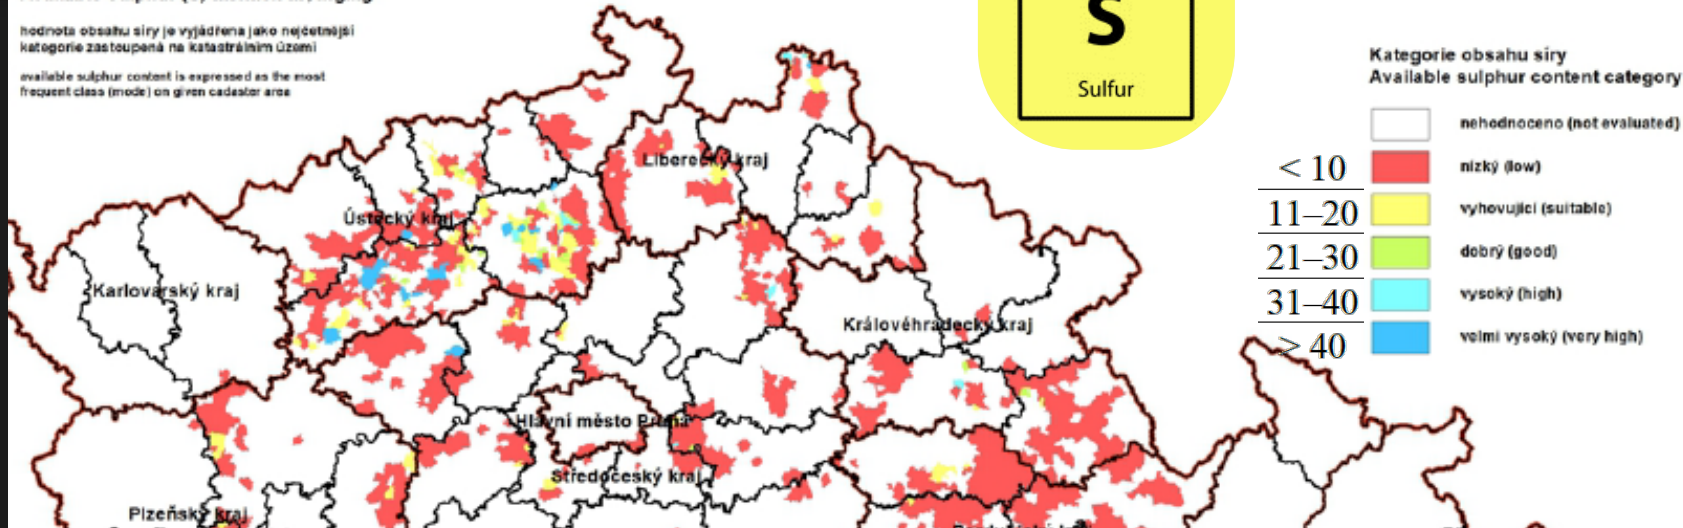 hodnota obsahu síry je vyjádřena jako nejčetnější
kategorie zastoupená na katastrálním území
available sulphur content is expressed as the most
frequent class (mode) on given cadaster area
S
Sulfur
Kategorie obsahu síry
Available sulphur content category
nehodnoceno (not evaluated)
< 10 nízký (low)
11–20 vyhovující (suitable)
21–30 dobrý (good)
31–40 vysoký (high)
> 40 velmi vysoký (very high)
Liberecký kraj
Ústecký kraj
Karlovarský kraj
Královéhradecký kraj
Hlavní město Praha
Středočeský kraj
Plzeňský kraj